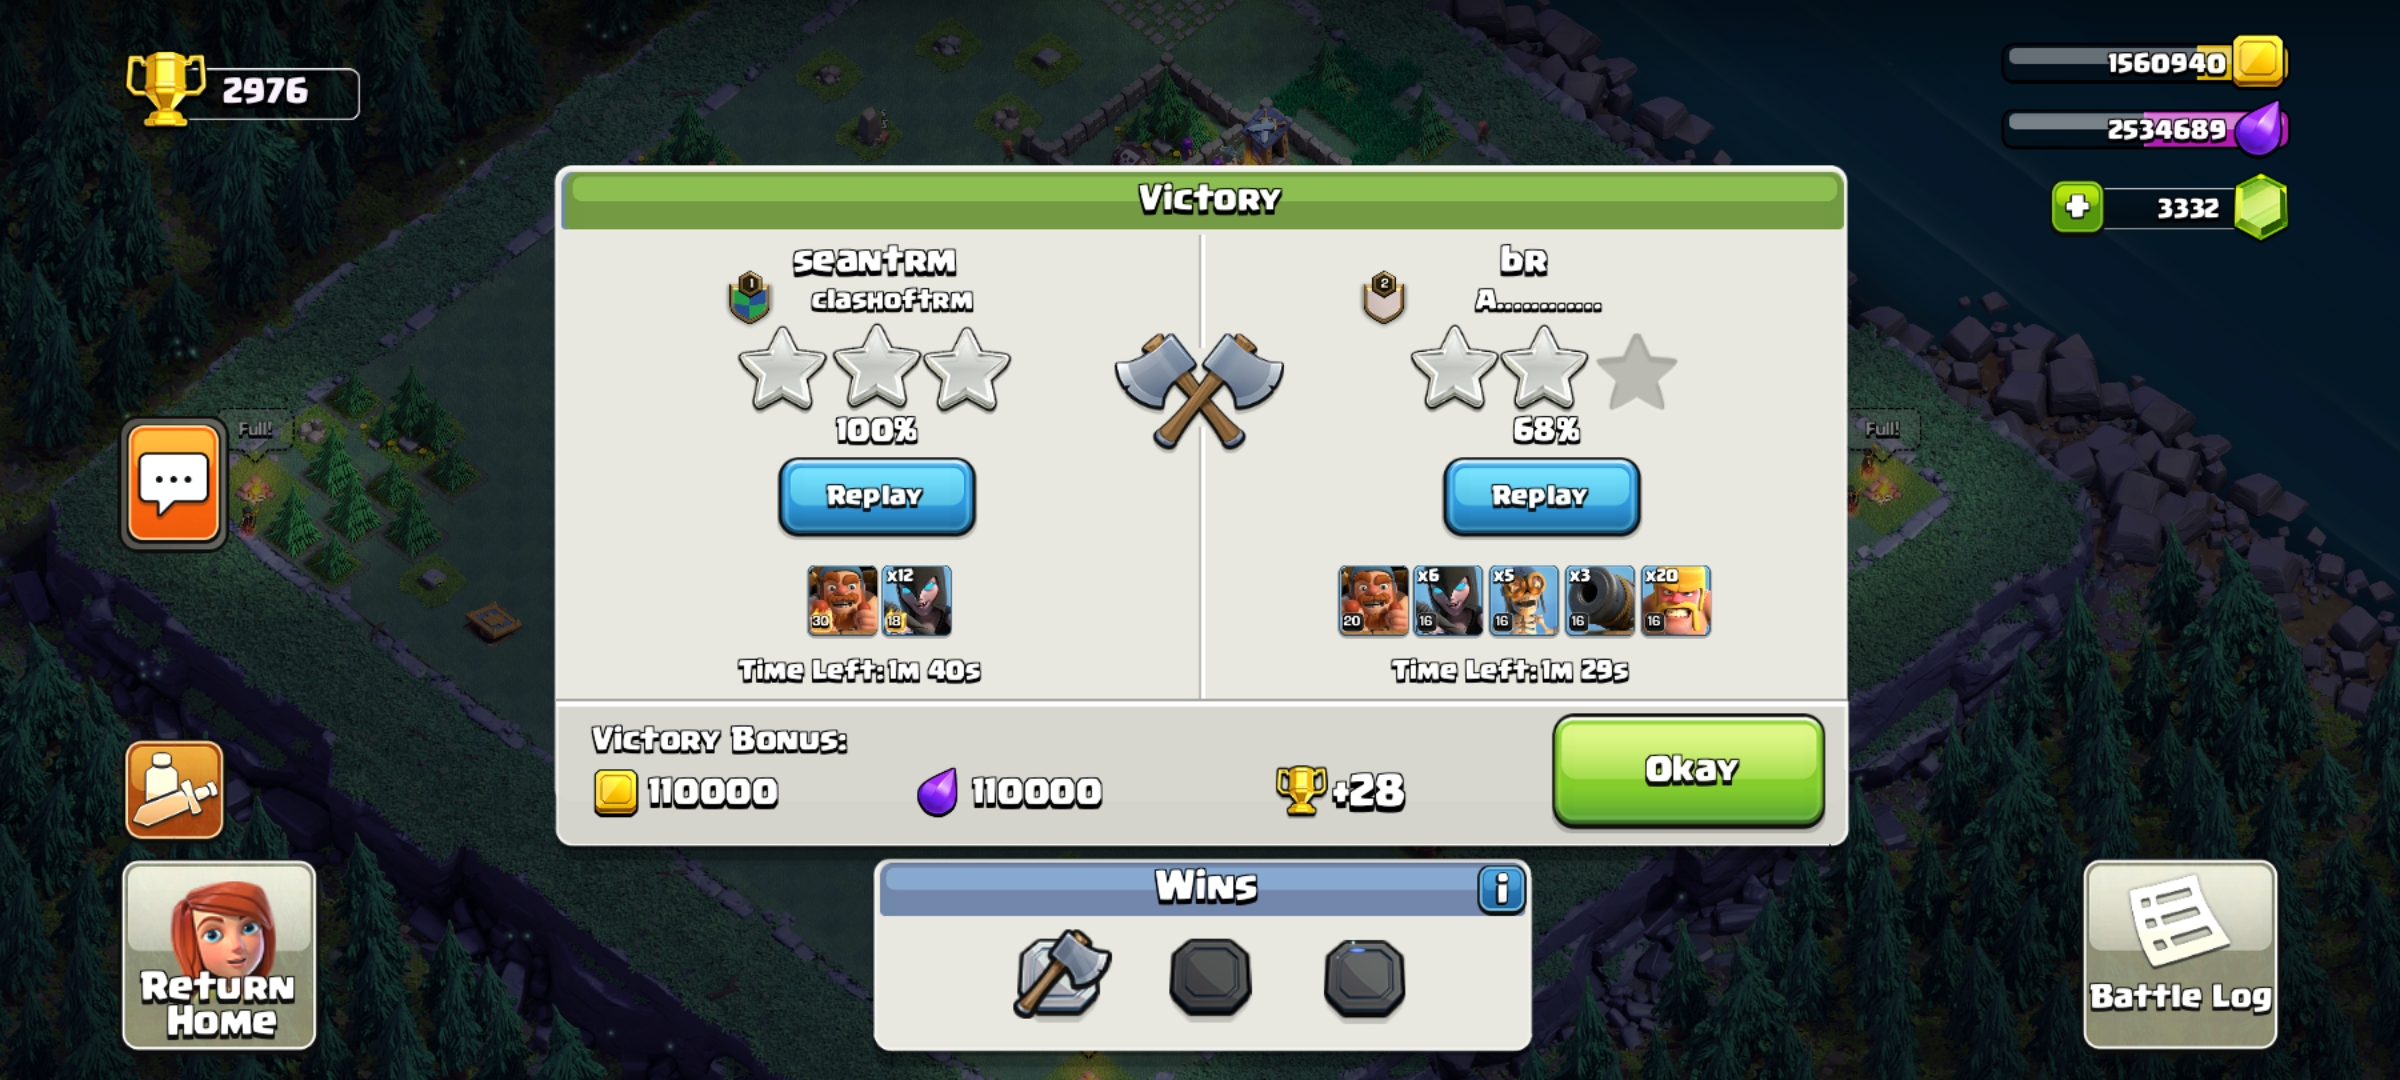 2976
1560940
2534689
3332
Victory
seantrm
clashoftrm
1
100%
Replay
30
x12
18
Time Left:1m 40s
br
A............
2
68%
Replay
20
x6
16
x5
16
x3
16
x20
16
Time Left:1m 29s
Full!
Full!
Victory Bonus:
110000
110000
+28
Okay
Wins
i
Return
Home
Battle Log